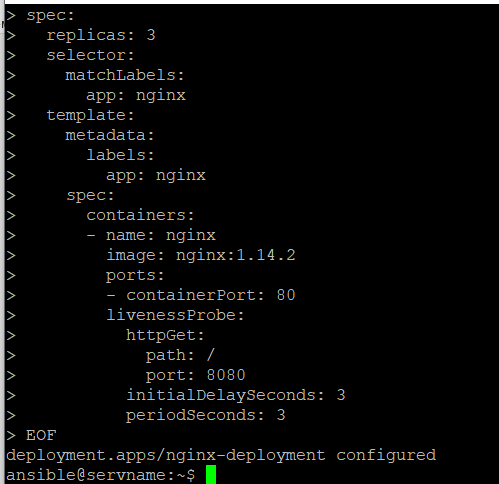 > spec:
>   replicas: 3
>   selector:
>     matchLabels:
>       app: nginx
>   template:
>     metadata:
>       labels:
>         app: nginx
>     spec:
>       containers:
>       - name: nginx
>         image: nginx:1.14.2
>         ports:
>         - containerPort: 80
>         livenessProbe:
>           httpGet:
>             path: /
>             port: 8080
>           initialDelaySeconds: 3
>           periodSeconds: 3
> EOF
deployment.apps/nginx-deployment configured
ansible@servname:~$